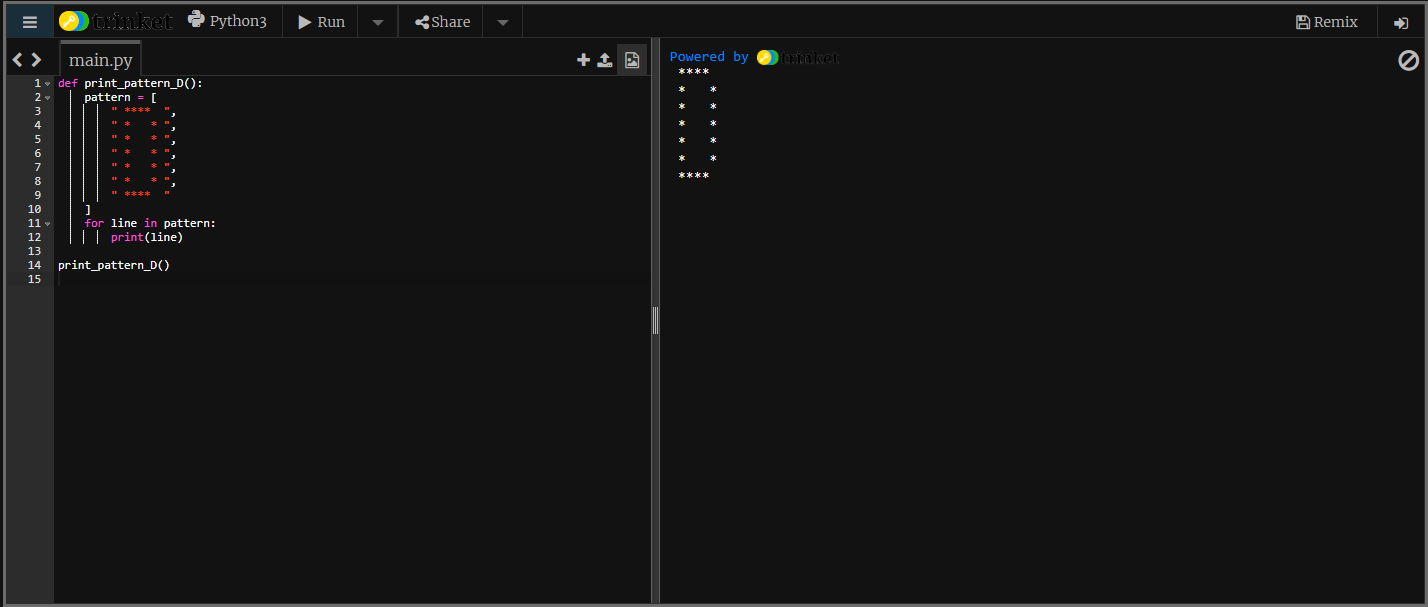 trinket Python3 Run Share Remix
main.py
1 def print_pattern_D():
2     pattern = [
3         " ****  ",
4         " *   * ",
5         " *   * ",
6         " *   * ",
7         " *   * ",
8         " *   * ",
9         " ****  "
10     ]
11     for line in pattern:
12         print(line)
13
14 print_pattern_D()
15
Powered by trinket
 ****
 *   *
 *   *
 *   *
 *   *
 *   *
 ****